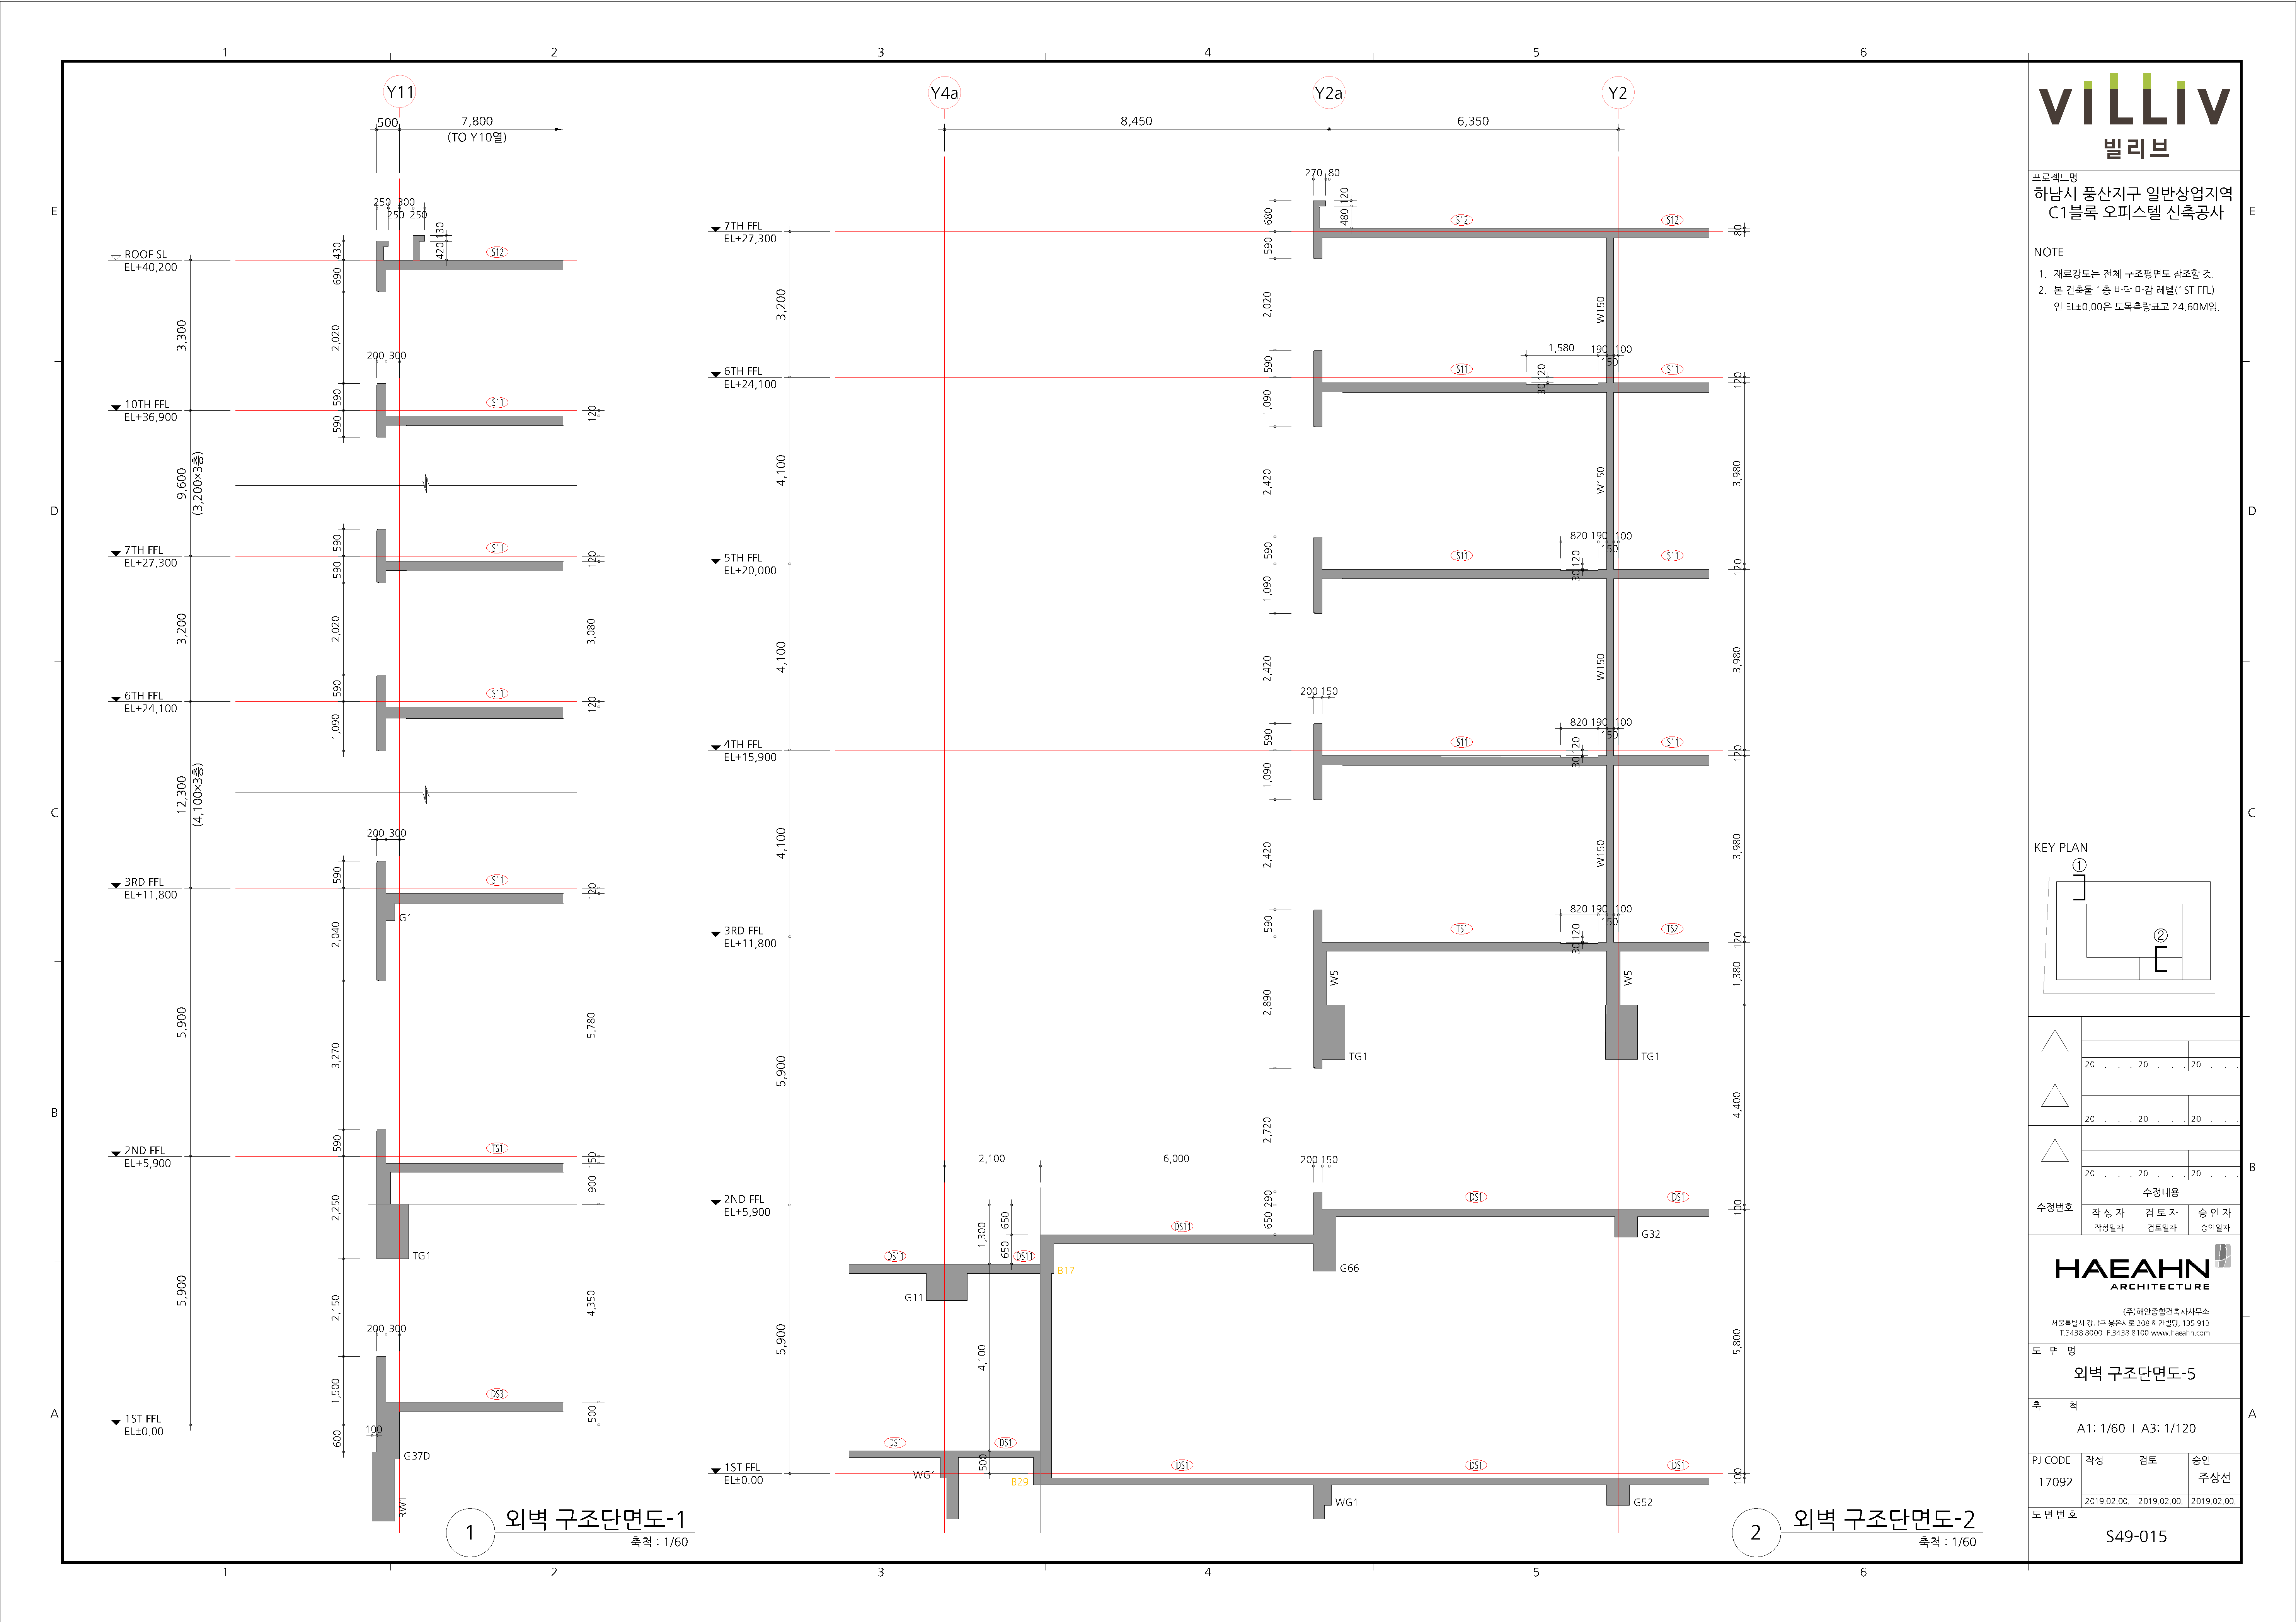 1 2 3 4 5 6
E
D
C
B
A
Y11
500 7,800
(TO Y10열)
250 300
250 250
430
690
420 130
ROOF SL
EL+40,200
S12
3,300
2,020
200 300
590
590
10TH FFL
EL+36,900
S11
120
9,600
(3,200×3층)
590
590
7TH FFL
EL+27,300
S11
120
3,200
2,020
3,080
590
1,090
6TH FFL
EL+24,100
S11
120
12,300
(4,100×3층)
200 300
590
3RD FFL
EL+11,800
S11
120
G1
2,040
5,900
3,270
5,780
590
2ND FFL
EL+5,900
TS1
150
900
2,250
TG1
5,900
2,150
4,350
200 300
1,500
DS3
500
1ST FFL
EL±0.00
100
600
G37D
RW1
1
외벽 구조단면도-1
축척 : 1/60
Y4a Y2a Y2
8,450 6,350
270 80
680
590
480 120
7TH FFL
EL+27,300
S12 S12
80
3,200
2,020
W150
1,580 190 100
150
590
1,090
6TH FFL
EL+24,100
S11 S11
30 120
120
4,100
2,420
W150
3,980
820 190 100
150
590
1,090
5TH FFL
EL+20,000
S11 S11
30 120
120
4,100
2,420
W150
3,980
200 150
820 190 100
150
590
1,090
4TH FFL
EL+15,900
S11 S11
30 120
120
4,100
2,420
W150
3,980
820 190 100
150
590
3RD FFL
EL+11,800
TS1 TS2
30 120
120
W5 W5
1,380
2,890
TG1 TG1
5,900
4,400
2,720
2,100 6,000 200 150
2ND FFL
EL+5,900
290
650
DS1 DS1
100
1,300
650
650
DS11
DS11 DS11
B17
G66
G32
G11
5,900
4,100
5,800
DS1 DS1
500
1ST FFL
EL±0.00
WG1
B29
DS1 DS1 DS1
100
WG1
G52
2
외벽 구조단면도-2
축척 : 1/60
VILLIV
빌리브
프로젝트명
하남시 풍산지구 일반상업지역
C1블록 오피스텔 신축공사
NOTE
1. 재료강도는 전체 구조평면도 참조할 것.
2. 본 건축물 1층 바닥 마감 레벨(1ST FFL)
인 EL±0.00은 토목측량표고 24.60M임.
KEY PLAN
①
②
20 . . . 20 . . . 20 . . .
20 . . . 20 . . . 20 . . .
20 . . . 20 . . . 20 . . .
수정번호
수정내용
작 성 자 검 토 자 승 인 자
작성일자 검토일자 승인일자
HAEAHN
ARCHITECTURE
(주)해안종합건축사사무소
서울특별시 강남구 봉은사로 208 해안빌딩, 135-913
T.3438 8000 F.3438 8100 www.haeahn.com
도 면 명
외벽 구조단면도-5
축 척
A1: 1/60 I A3: 1/120
PJ CODE 작성 검토 승인
17092 주상선
2019.02.00. 2019.02.00. 2019.02.00.
도 면 번 호
S49-015
E
D
C
B
A
1 2 3 4 5 6